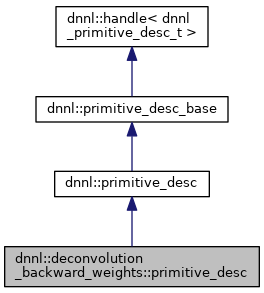 dnnl::handle< dnnl
_primitive_desc_t >
dnnl::primitive_desc_base
dnnl::primitive_desc
dnnl::deconvolution
_backward_weights::primitive_desc